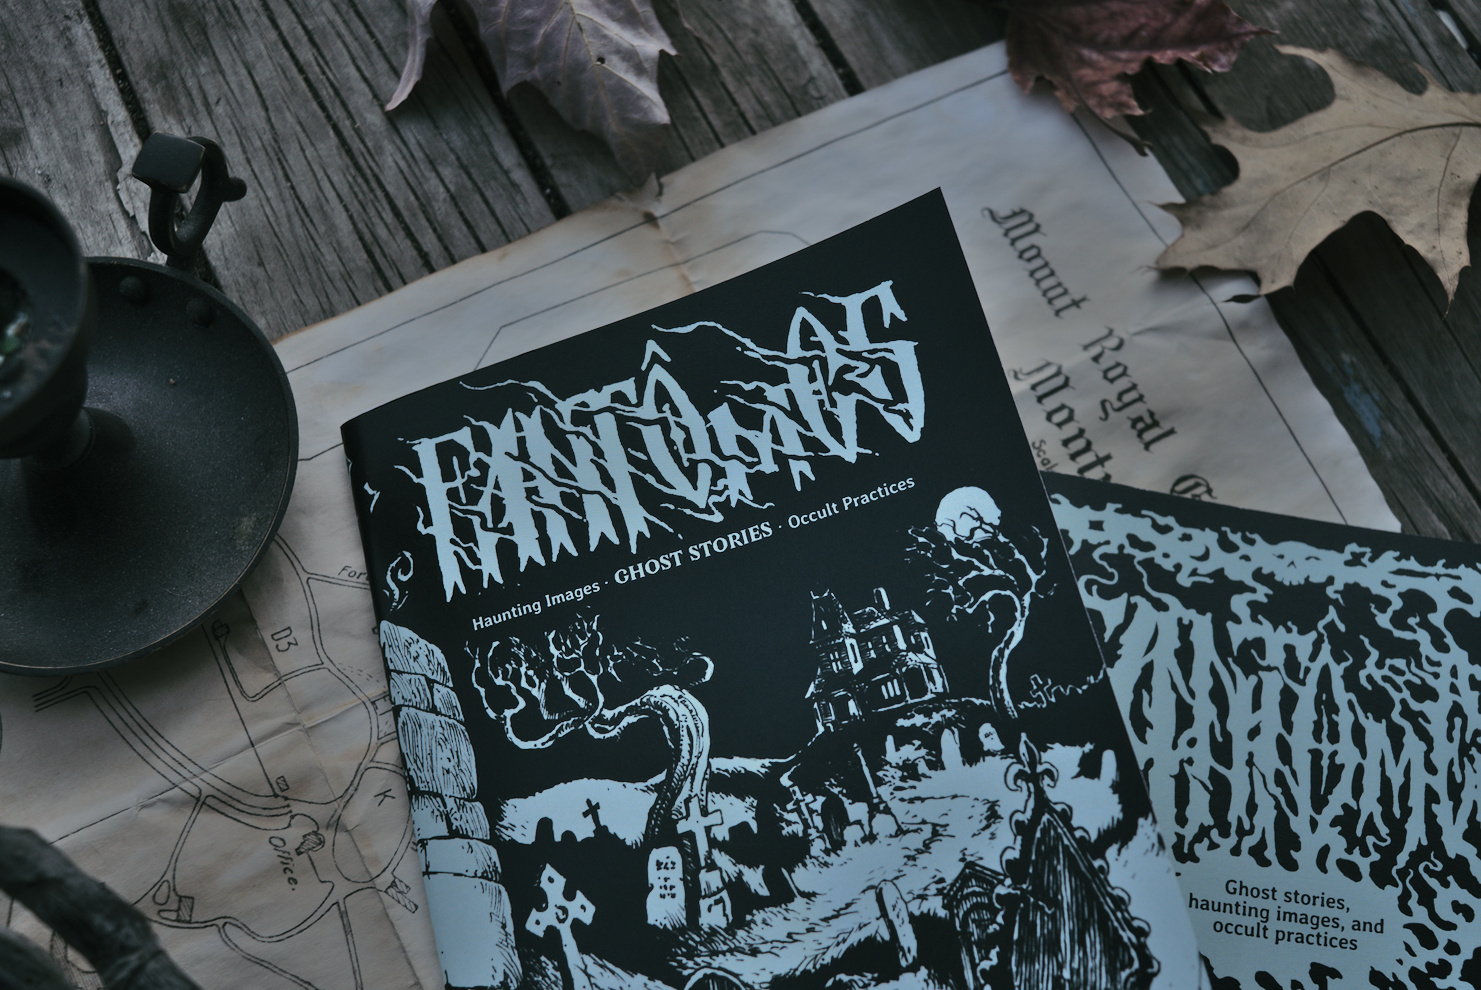 FANTÔMES
Haunting Images · GHOST STORIES · Occult Practices
Mount Royal
D3
K
Office.
Ghost stories,
haunting images, and
occult practices